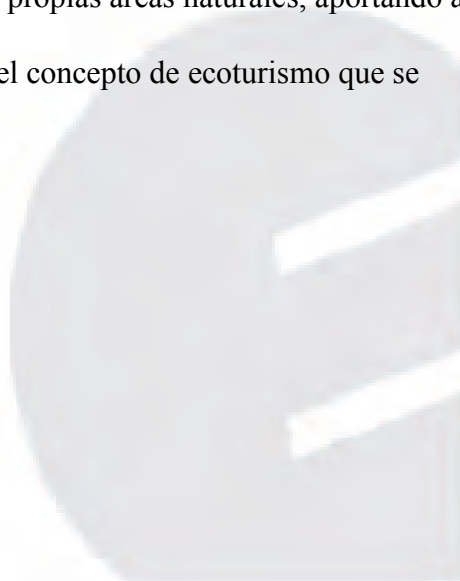 propias áreas naturales, aportando a
el concepto de ecoturismo que se